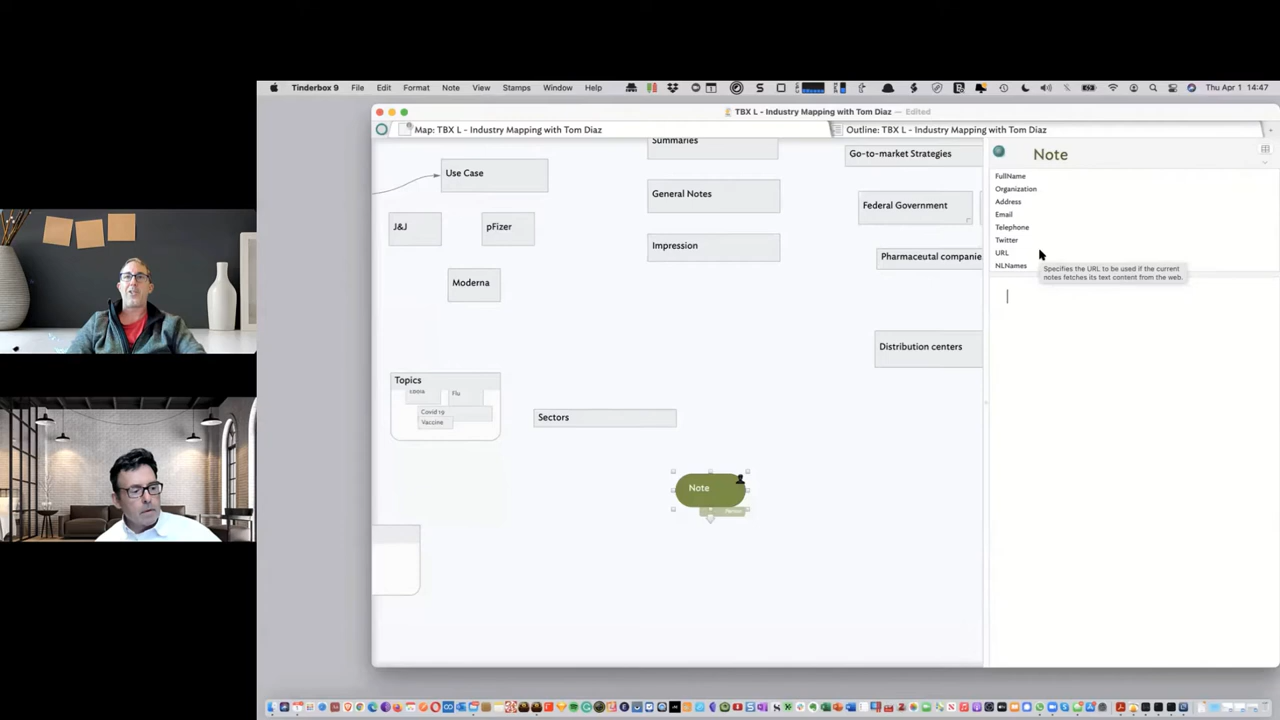 Tinderbox 9 File Edit Format Note View Stamps Window Help Thu Apr 1 14:47
TBX L - Industry Mapping with Tom Diaz — Edited
Map: TBX L - Industry Mapping with Tom Diaz
Outline: TBX L - Industry Mapping with Tom Diaz
Summaries
Go-to-market Strategies
Note
Use Case
FullName
General Notes
Organization
Federal Government
Address
J&J
pFizer
Email
Telephone
Impression
Twitter
Pharmaceutal companie
URL
NLNames
Specifies the URL to be used if the current
notes fetches its text content from the web.
Moderna
Distribution centers
Topics
Ebola
Flu
Covid 19
Vaccine
Sectors
Note
Person